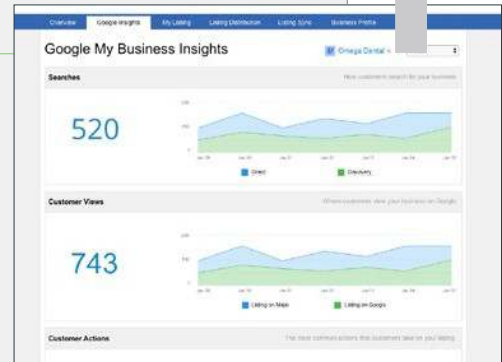 Overview Google Insights My Listing Listing Distribution Listing Sync Business Profile
Google My Business Insights
Omega Dental
Searches How customers search for your business
520
Direct Discovery
Customer Views Where customers view your business on Google
743
Listing on Maps Listing on Google
Customer Actions The most common actions that customers take on your listing